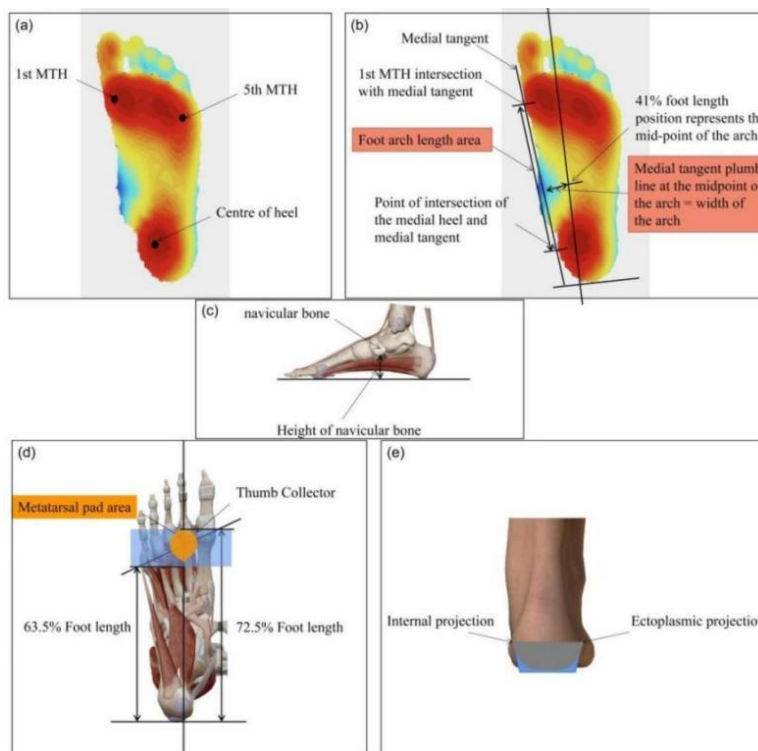 (a)
1st MTH
5th MTH
Centre of heel
(b)
Medial tangent
1st MTH intersection
with medial tangent
41% foot length
position represents th
mid-point of the arch
Foot arch length area
Medial tangent plumb
line at the midpoint o
the arch = width of
the arch
Point of intersection of
the medial heel and
medial tangent
(c)
navicular bone
Height of navicular bone
(d)
Metatarsal pad area
Thumb Collector
63.5% Foot length
72.5% Foot length
(e)
Internal projection
Ectoplasmic projectio